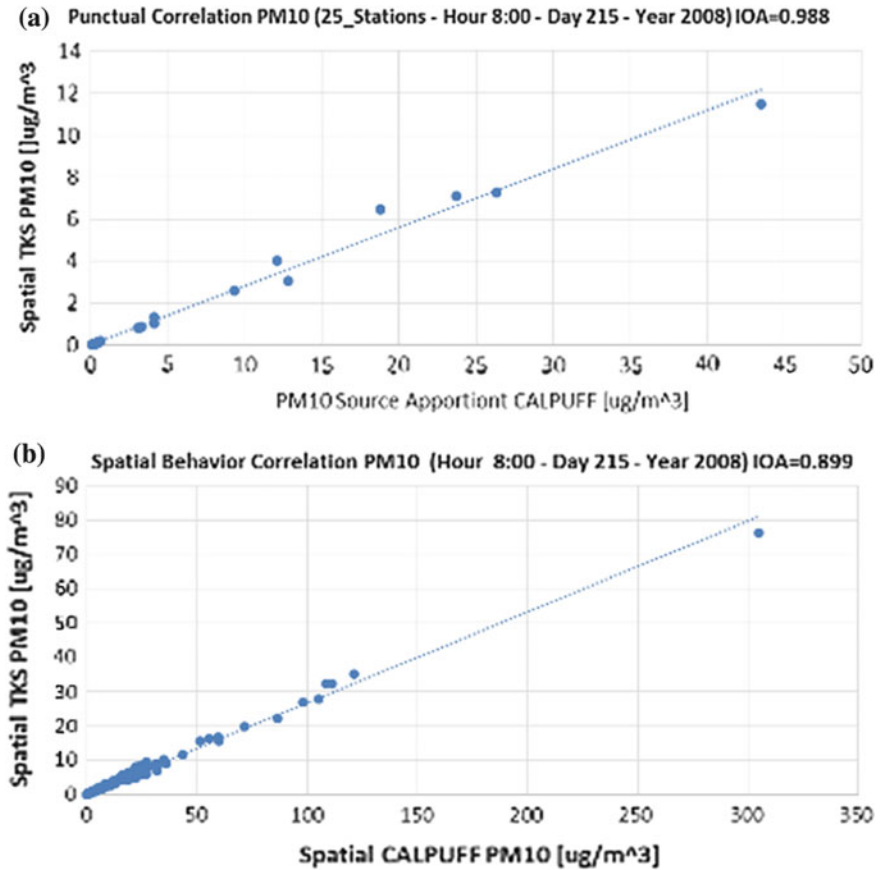 (a) Punctual Correlation PM10 (25_Stations - Hour 8:00 - Day 215 - Year 2008) IOA=0.988
14
12
10
8
6
4
2
0
Spatial TKS PM10 []ug/m^3]
0 5 10 15 20 25 30 35 40 45 50
PM10 Source Apportiont CALPUFF [ug/m^3]
(b) Spatial Behavior Correlation PM10 (Hour 8:00 - Day 215 - Year 2008) IOA=0.899
90
80
70
60
50
40
30
20
10
0
Spatial TKS PM10 [ug/m^3]
0 50 100 150 200 250 300 350
Spatial CALPUFF PM10 [ug/m^3]